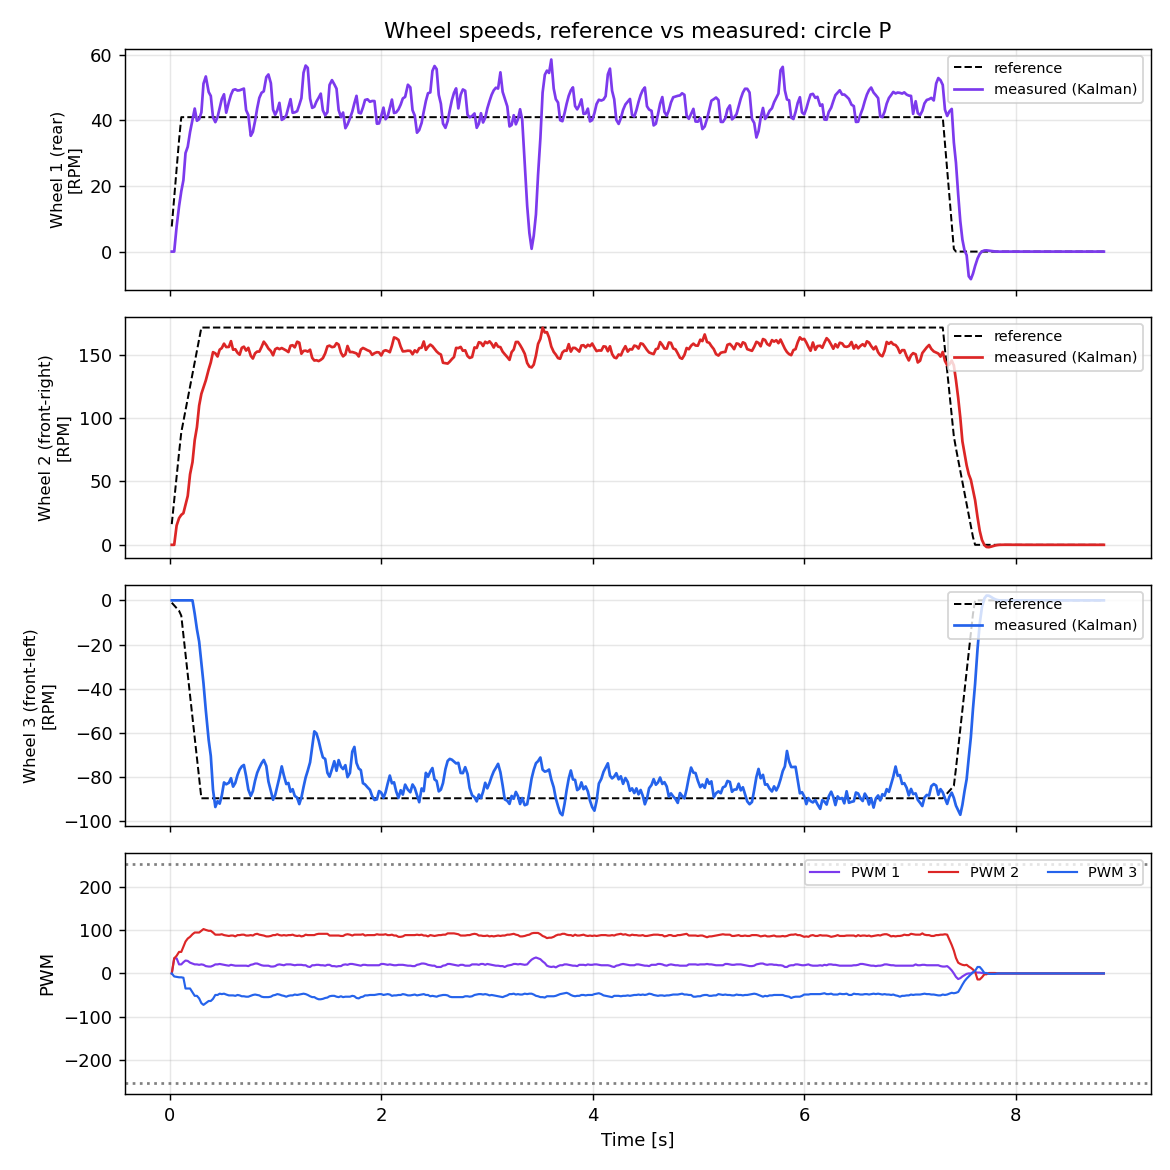 Wheel speeds, reference vs measured: circle P
Wheel 1 (rear)
[RPM]
60
40
20
0
reference
measured (Kalman)
Wheel 2 (front-right)
[RPM]
150
100
50
0
reference
measured (Kalman)
Wheel 3 (front-left)
[RPM]
0
−20
−40
−60
−80
−100
reference
measured (Kalman)
PWM
200
100
0
−100
−200
PWM 1
PWM 2
PWM 3
0
2
4
6
8
Time [s]